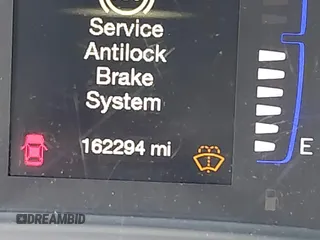 Service
Antilock
Brake
System
162294 mi
E
DREAMBID